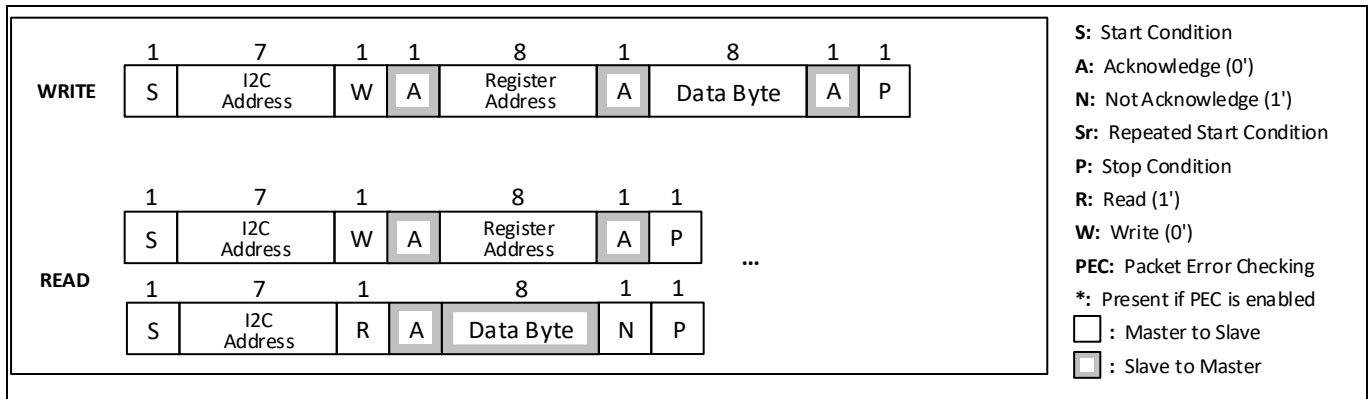 1 7 1 1 8 1 8 1 1
WRITE S I2C Address W A Register Address A Data Byte A P
1 7 1 8 1 1
S I2C Address W A Register Address A P
...
READ
1 7 1 8 1 1
S I2C Address R A Data Byte N P
S: Start Condition
A: Acknowledge (0')
N: Not Acknowledge (1')
Sr: Repeated Start Condition
P: Stop Condition
R: Read (1')
W: Write (0')
PEC: Packet Error Checking
*: Present if PEC is enabled
: Master to Slave
: Slave to Master